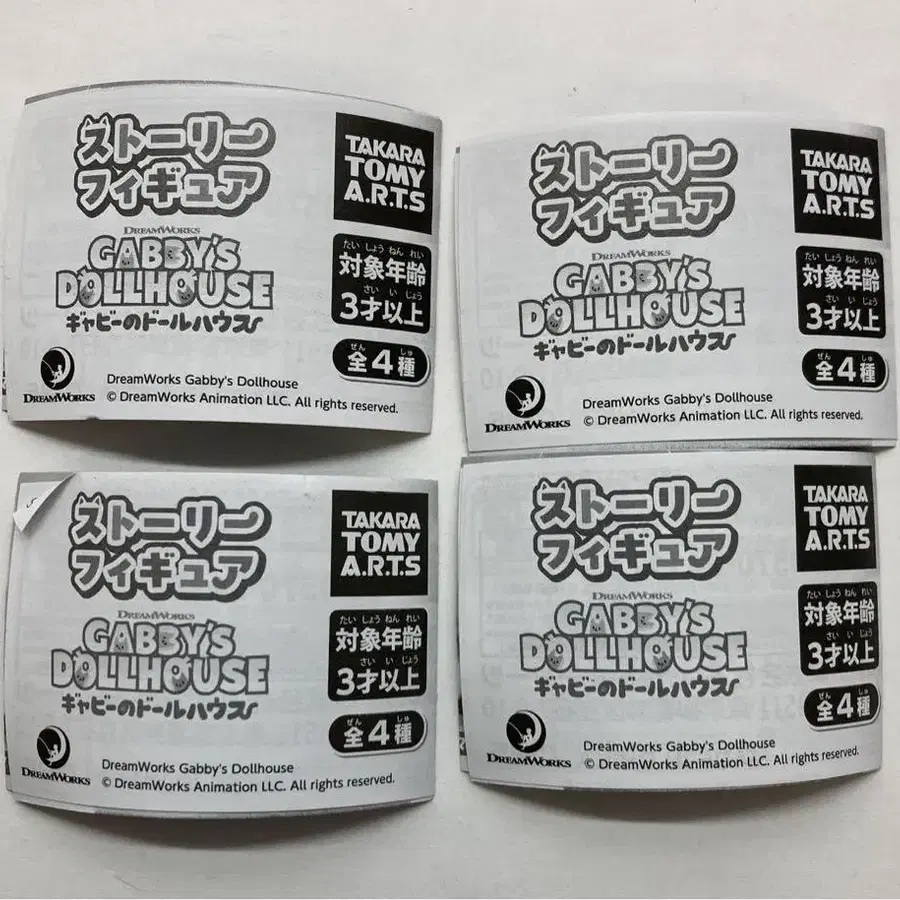 ストーリー
フィギュア
DREAMWORKS
GABBY'S
DOLLHOUSE
ギャビーのドールハウス
DREAMWORKS
DreamWorks Gabby's Dollhouse
© DreamWorks Animation LLC. All rights reserved.
TAKARA
TOMY
A.R.T.S
たい しょう ねん れい
対象年齢
さい い じょう
3才以上
ぜん しゅ
全4種
ストーリー
フィギュア
DREAMWORKS
GABBY'S
DOLLHOUSE
ギャビーのドールハウス
DREAMWORKS
DreamWorks Gabby's Dollhouse
© DreamWorks Animation LLC. All rights reserved.
TAKARA
TOMY
A.R.T.S
たい しょう ねん れい
対象年齢
さい い じょう
3才以上
ぜん しゅ
全4種
ストーリー
フィギュア
DREAMWORKS
GABBY'S
DOLLHOUSE
ギャビーのドールハウス
DREAMWORKS
DreamWorks Gabby's Dollhouse
© DreamWorks Animation LLC. All rights reserved.
TAKARA
TOMY
A.R.T.S
たい しょう ねん れい
対象年齢
さい い じょう
3才以上
ぜん しゅ
全4種
ストーリー
フィギュア
DREAMWORKS
GABBY'S
DOLLHOUSE
ギャビーのドールハウス
DREAMWORKS
DreamWorks Gabby's Dollhouse
© DreamWorks Animation LLC. All rights reserved.
TAKARA
TOMY
A.R.T.S
たい しょう ねん れい
対象年齢
さい い じょう
3才以上
ぜん しゅ
全4種